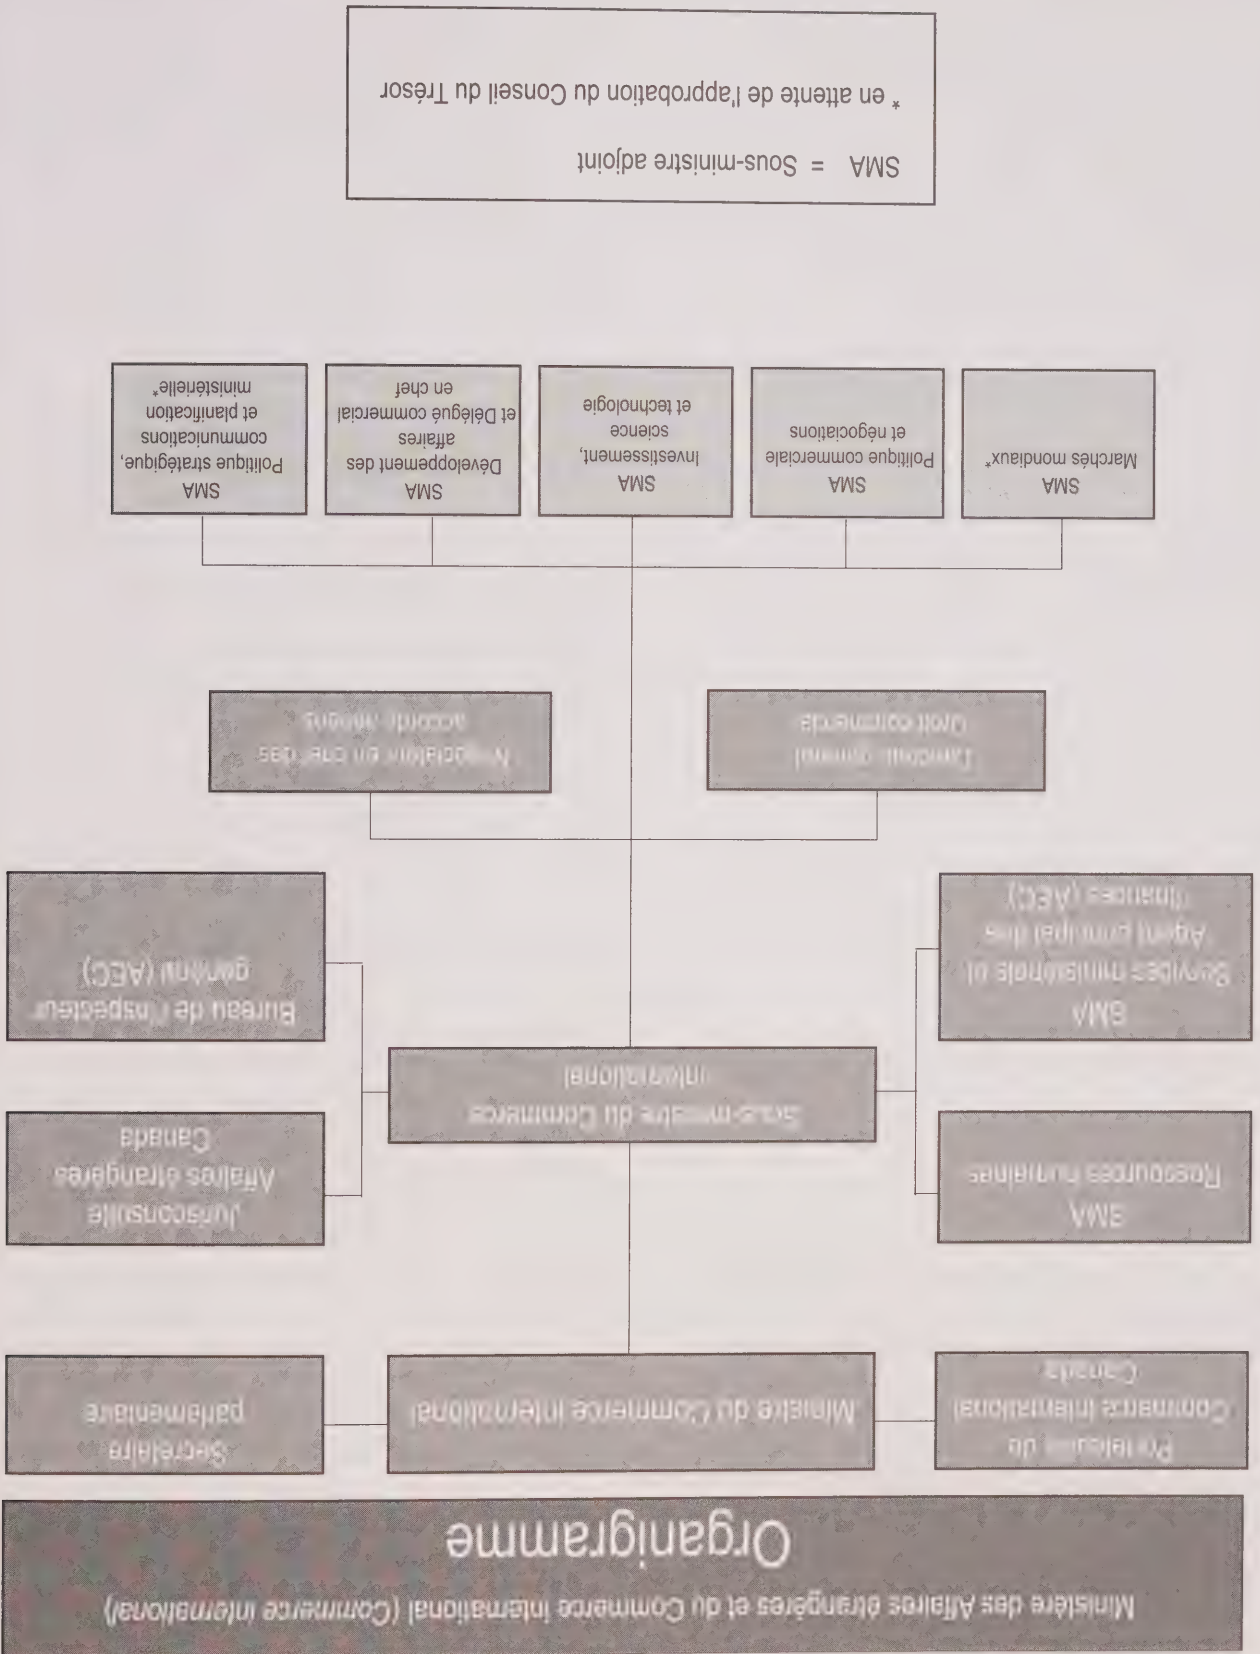 Ministère des Affaires étrangères et du Commerce international (Commerce international)
Organigramme
Portefeuille du
Commerce international
Canada
Ministre du Commerce international
Secrétaire
parlementaire
SMA
Ressources humaines
Jurisconsulte
Affaires étrangères
Canada
Sous-ministre du Commerce
international
SMA
Services ministériels et
Agent principal des
finances (AEC)
Bureau de l'Inspecteur
général (AEC)
Directeur général
Droit commercial
Négociateur en chef des
accords aériens
SMA
Marchés mondiaux*
SMA
Politique commerciale
et négociations
SMA
Investissement,
science
et technologie
SMA
Développement des
affaires
et Délégué commercial
en chef
SMA
Politique stratégique,
communications
et planification
ministérielle*
SMA = Sous-ministre adjoint
* en attente de l'approbation du Conseil du Trésor